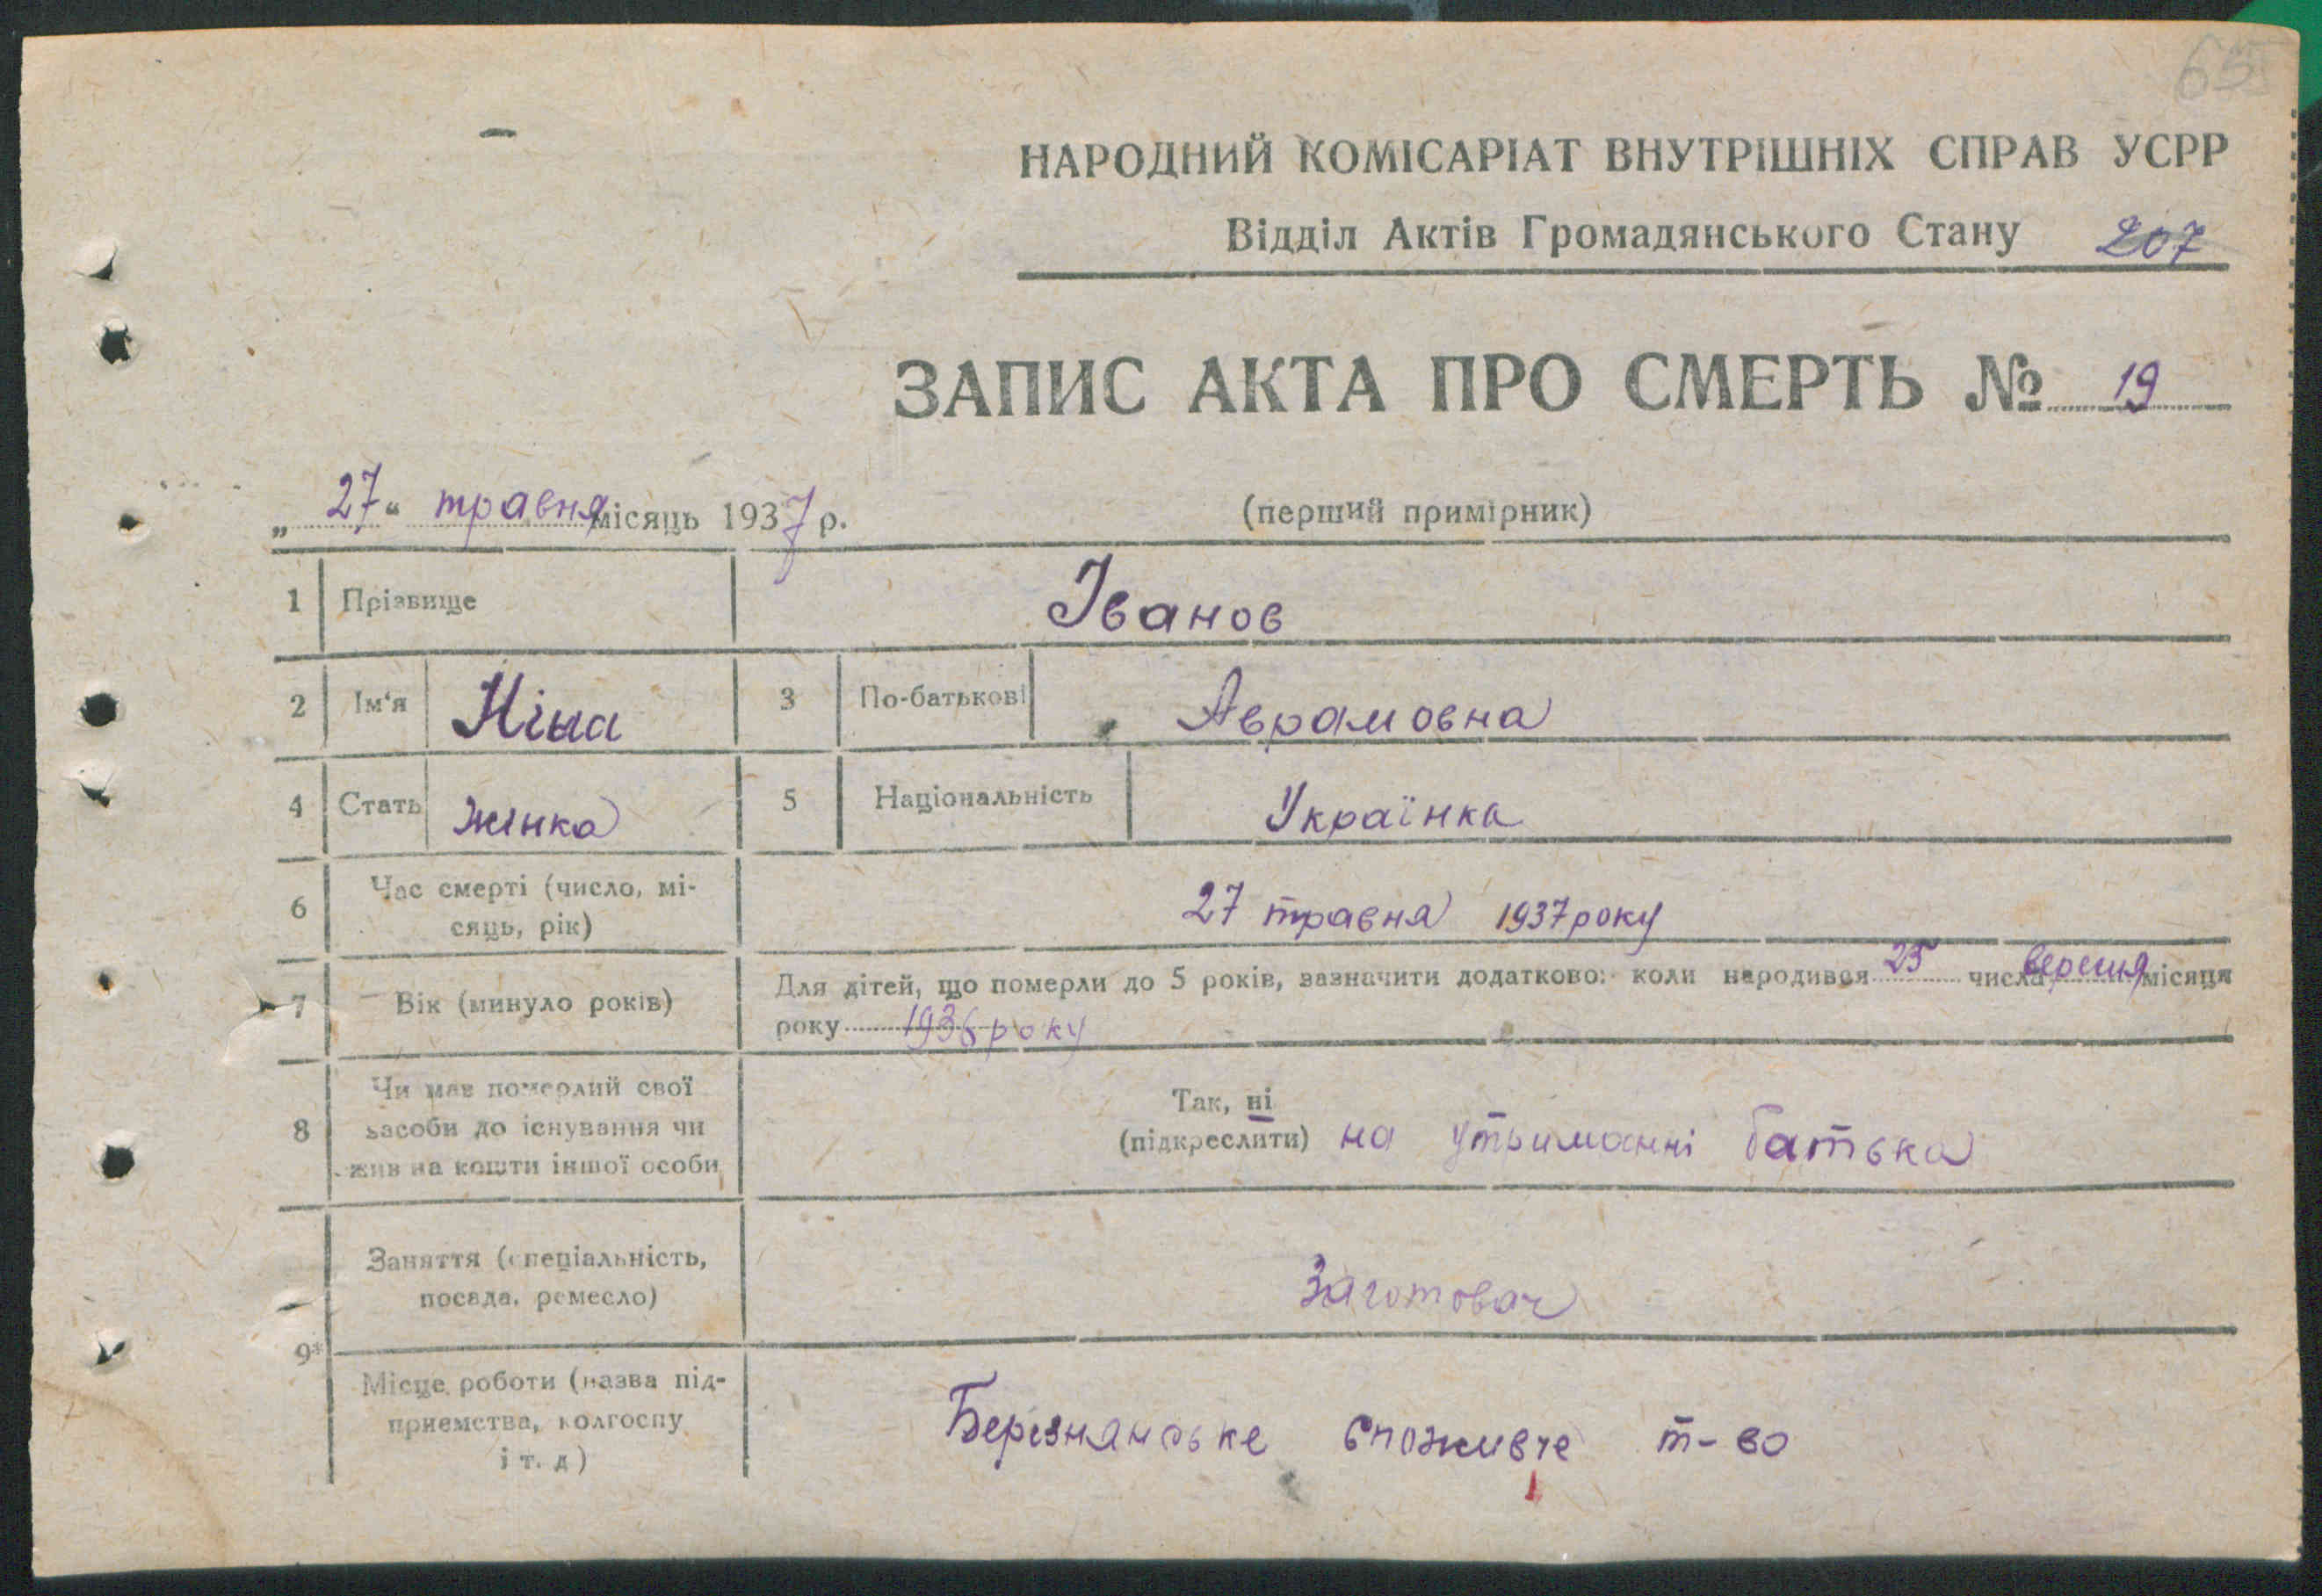 65
НАРОДНИЙ КОМІСАРІАТ ВНУТРІШНІХ СПРАВ УСРР
Відділ Актів Громадянського Стану 207
ЗАПИС АКТА ПРО СМЕРТЬ № 19
„ 27 “ травня місяць 1937 р.
(перший примірник)
1 Прізвище Іванов
2 Ім‘я Ніна 3 По-батькові Аврамовна
4 Стать жінка 5 Національність Українка
6 Час смерті (число, мі-
сяць, рік) 27 травня 1937 року
7 Вік (минуло років) Для дітей, що померли до 5 років, зазначити додатково: коли народився 25 числа вересня місяця
року 1936 року
8 Чи мав померлий свої
засоби до існування чи
жив на кошти іншої особи
Так, ні
(підкреслити) на утриманні батька
9* Заняття (спеціальність,
посада, ремесло) Заготовач
Місце роботи (назва під-
приємства, колгоспу
і т. д) Березнянське споживче т-во